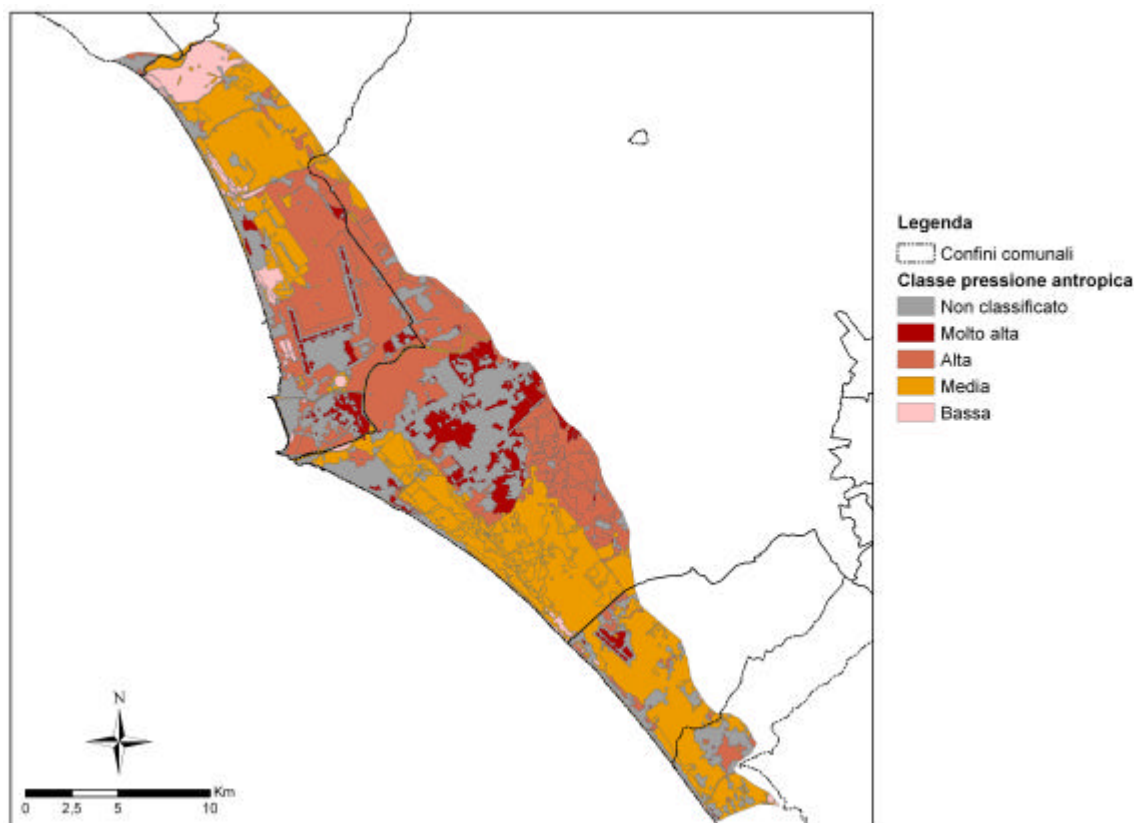 Legenda
Confini comunali
Classe pressione antropica
Non classificato
Molto alta
Alta
Media
Bassa
N
Km
0 2,5 5 10